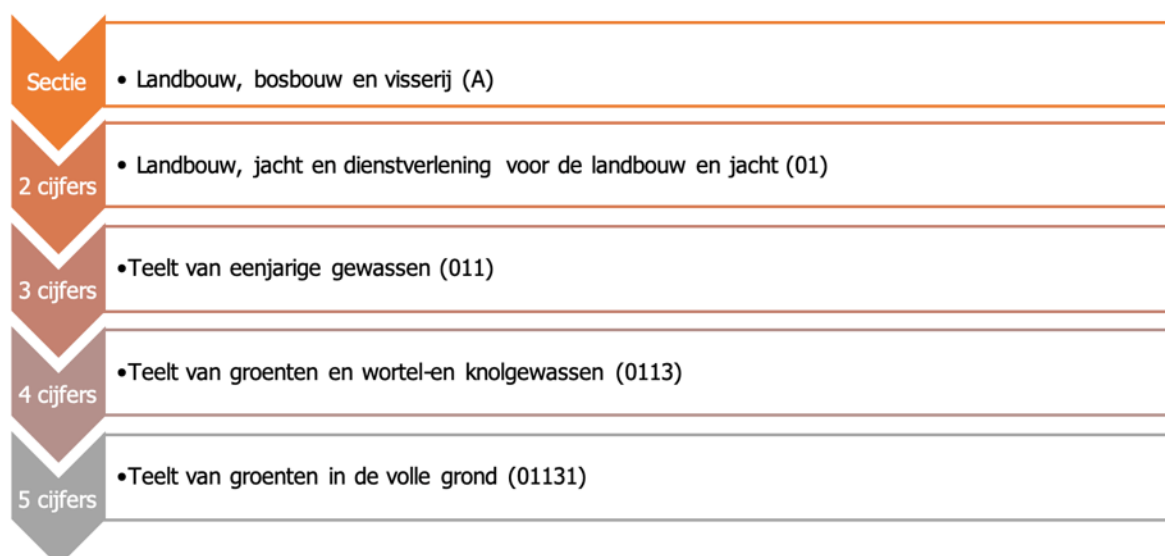 Sectie
• Landbouw, bosbouw en visserij (A)
2 cijfers
• Landbouw, jacht en dienstverlening voor de landbouw en jacht (01)
3 cijfers
•Teelt van eenjarige gewassen (011)
4 cijfers
•Teelt van groenten en wortel-en knolgewassen (0113)
5 cijfers
•Teelt van groenten in de volle grond (01131)